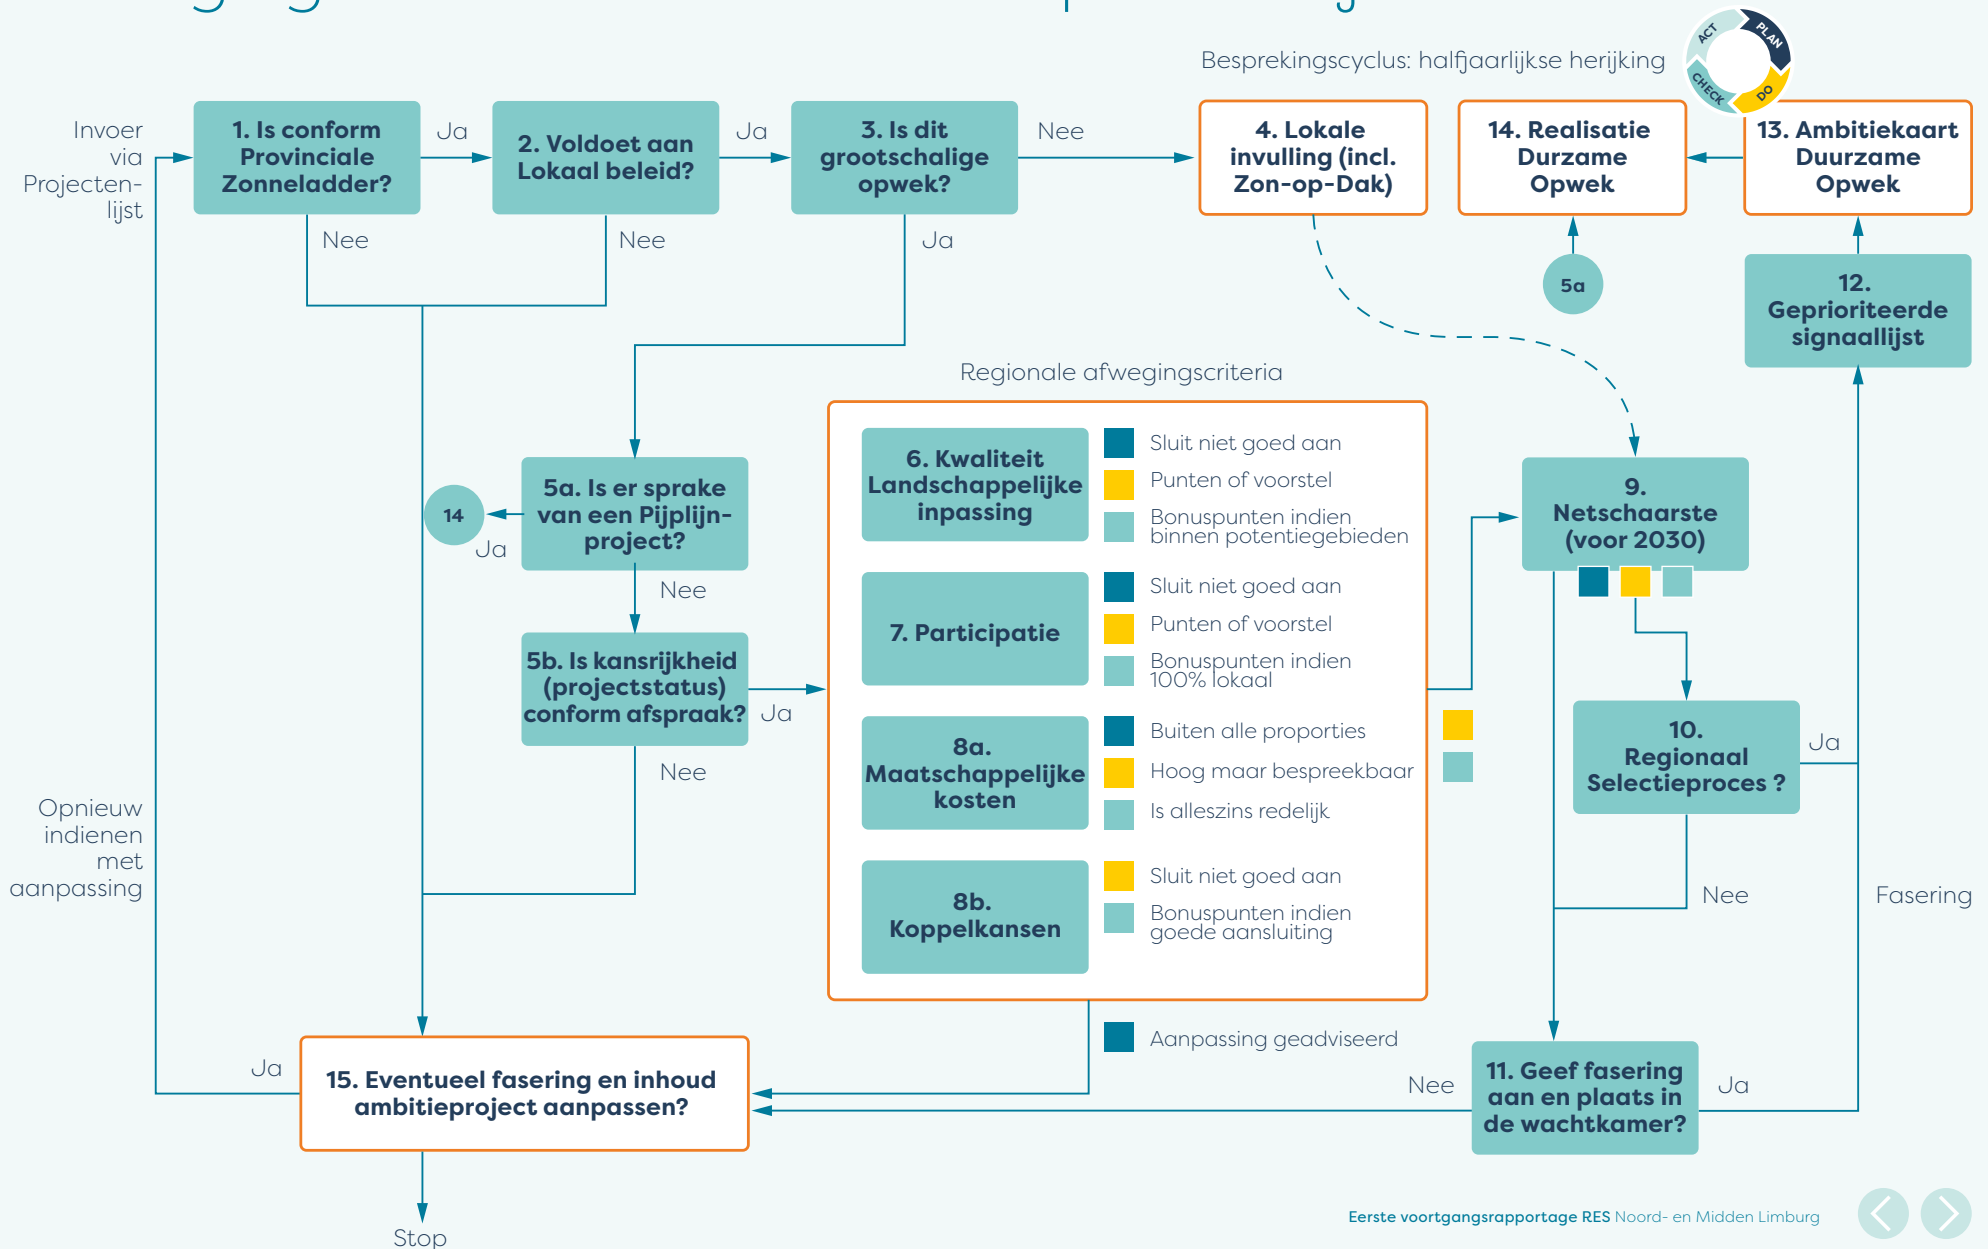 Besprekingscyclus: halfjaarlijkse herijking
ACT
PLAN
CHECK
DO
Invoer
via
Projecten-
lijst
1. Is conform
Provinciale
Zonneladder?
Ja
2. Voldoet aan
Lokaal beleid?
Ja
3. Is dit
grootschalige
opwek?
Nee
4. Lokale
invulling (incl.
Zon-op-Dak)
14. Realisatie
Durzame
Opwek
13. Ambitiekaart
Duurzame
Opwek
Nee
Nee
Ja
5a
12.
Geprioriteerde
signaallijst
Regionale afwegingscriteria
5a. Is er sprake
van een Pijplijn-
project?
14
Ja
Nee
5b. Is kansrijkheid
(projectstatus)
conform afspraak?
Ja
Nee
6. Kwaliteit
Landschappelijke
inpassing
Sluit niet goed aan
Punten of voorstel
Bonuspunten indien
binnen potentiegebieden
7. Participatie
Sluit niet goed aan
Punten of voorstel
Bonuspunten indien
100% lokaal
8a.
Maatschappelijke
kosten
Buiten alle proporties
Hoog maar bespreekbaar
Is alleszins redelijk
8b.
Koppelkansen
Sluit niet goed aan
Bonuspunten indien
goede aansluiting
9.
Netschaarste
(voor 2030)
10.
Regionaal
Selectieproces ?
Ja
Nee
Fasering
Opnieuw
indienen
met
aanpassing
Aanpassing geadviseerd
Ja
15. Eventueel fasering en inhoud
ambitieproject aanpassen?
Nee
11. Geef fasering
aan en plaats in
de wachtkamer?
Ja
Stop
Eerste voortgangsrapportage RES Noord- en Midden Limburg